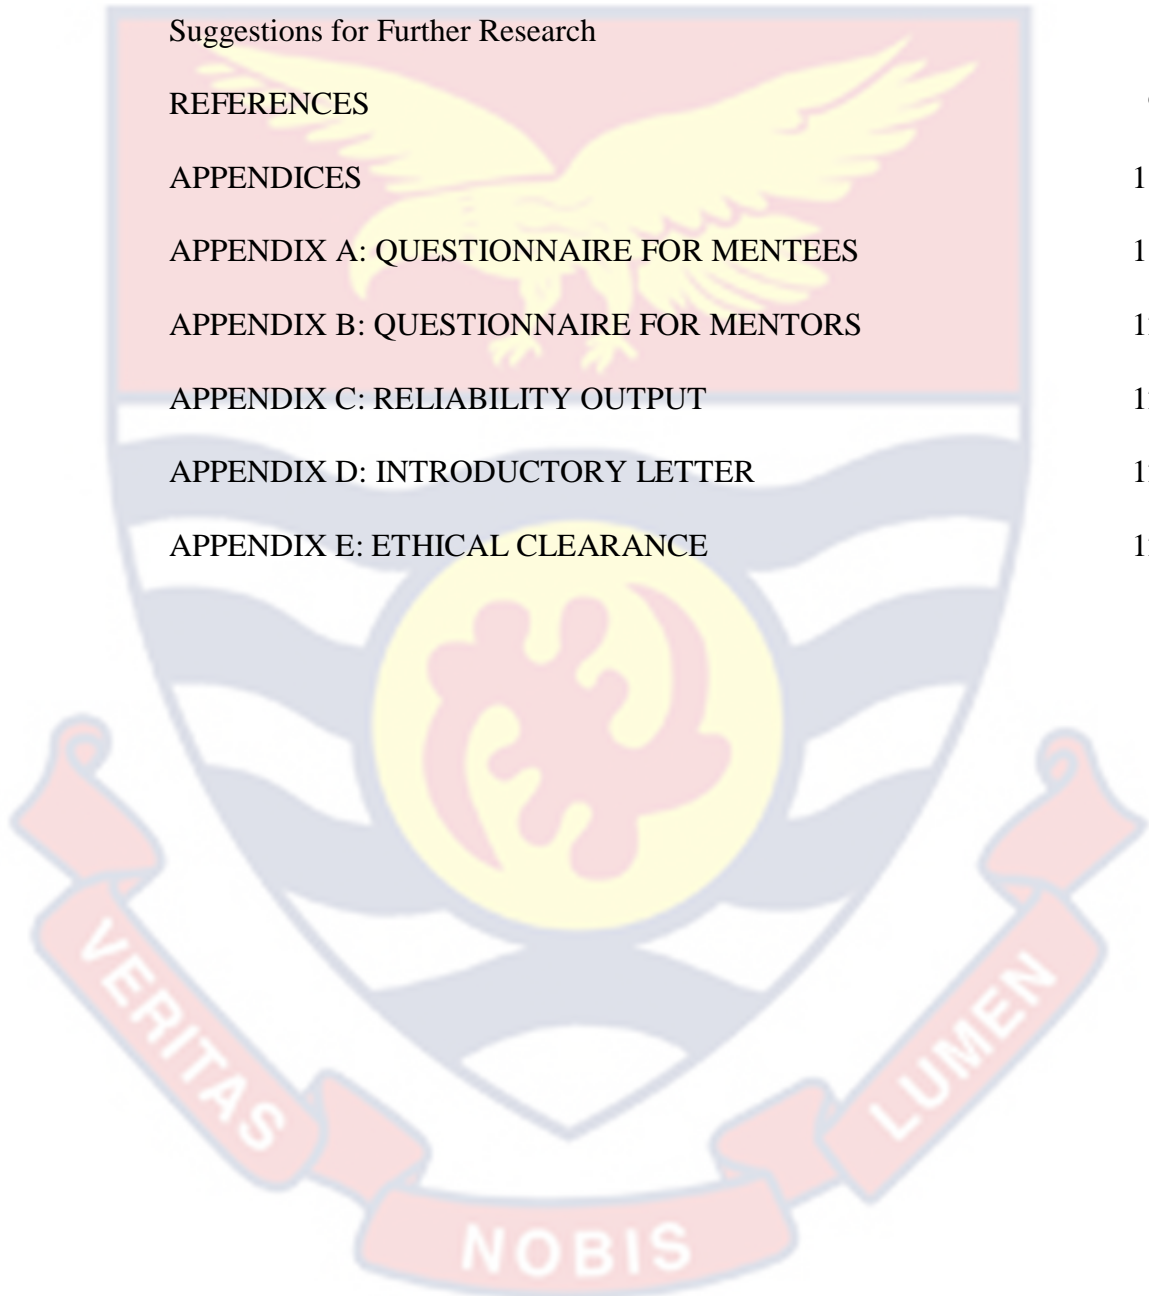 Suggestions for Further Research
REFERENCES
APPENDICES
APPENDIX A: QUESTIONNAIRE FOR MENTEES
APPENDIX B: QUESTIONNAIRE FOR MENTORS
APPENDIX C: RELIABILITY OUTPUT
APPENDIX D: INTRODUCTORY LETTER
APPENDIX E: ETHICAL CLEARANCE
VERITAS
NOBIS
LUMEN